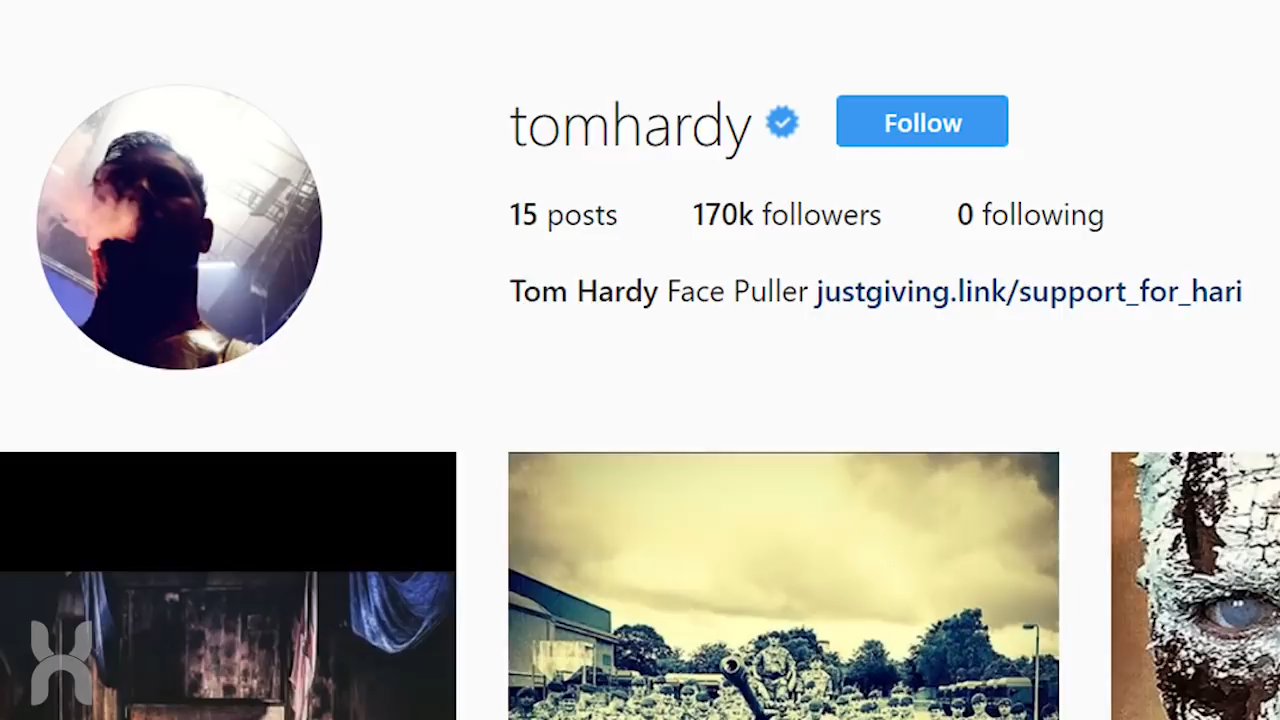 tomhardy Follow
15 posts 170k followers 0 following
Tom Hardy Face Puller justgiving.link/support_for_hari